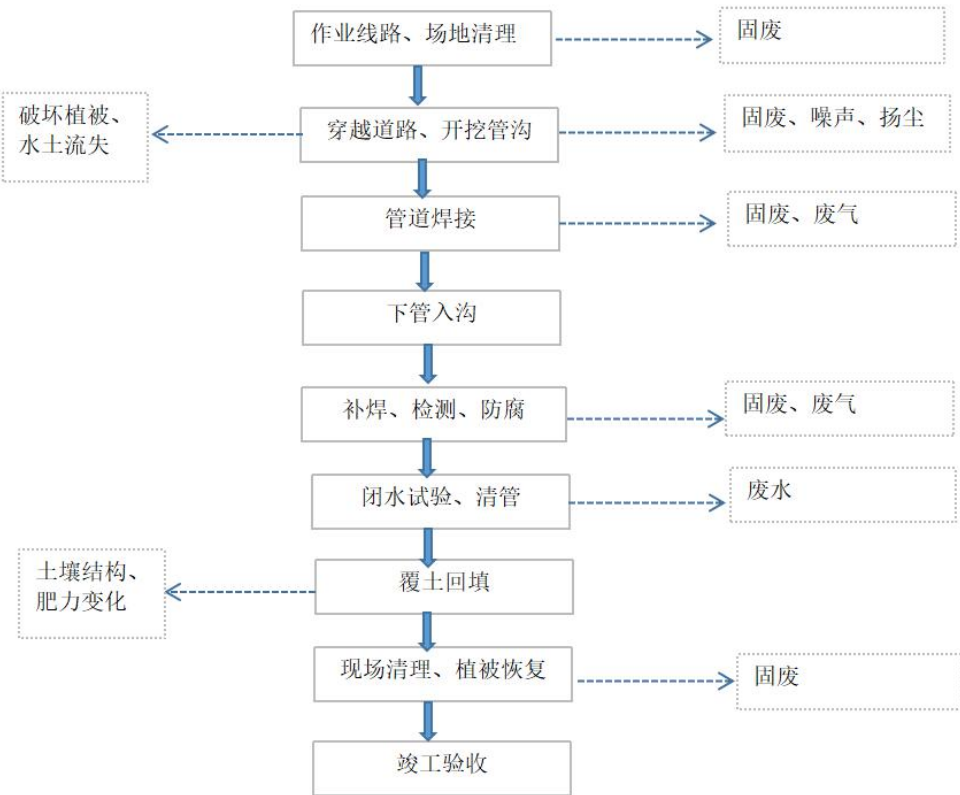 作业线路、场地清理
固废
破坏植被、
水土流失
穿越道路、开挖管沟
固废、噪声、扬尘
管道焊接
固废、废气
下管入沟
补焊、检测、防腐
固废、废气
闭水试验、清管
废水
土壤结构、
肥力变化
覆土回填
现场清理、植被恢复
固废
竣工验收